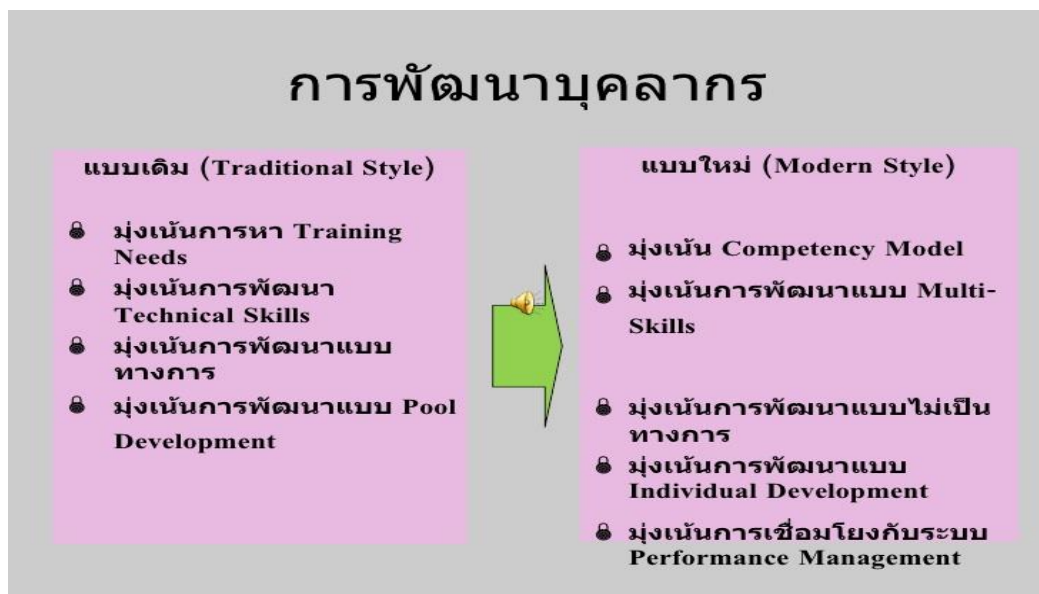 การพัฒนาบุคลากร
แบบเดิม (Traditional Style)
มุ่งเน้นการหา Training
Needs
มุ่งเน้นการพัฒนา
Technical Skills
มุ่งเน้นการพัฒนาแบบ
ทางการ
มุ่งเน้นการพัฒนาแบบ Pool
Development
แบบใหม่ (Modern Style)
มุ่งเน้น Competency Model
มุ่งเน้นการพัฒนาแบบ Multi-
Skills
มุ่งเน้นการพัฒนาแบบไม่เป็น
ทางการ
มุ่งเน้นการพัฒนาแบบ
Individual Development
มุ่งเน้นการเชื่อมโยงกับระบบ
Performance Management